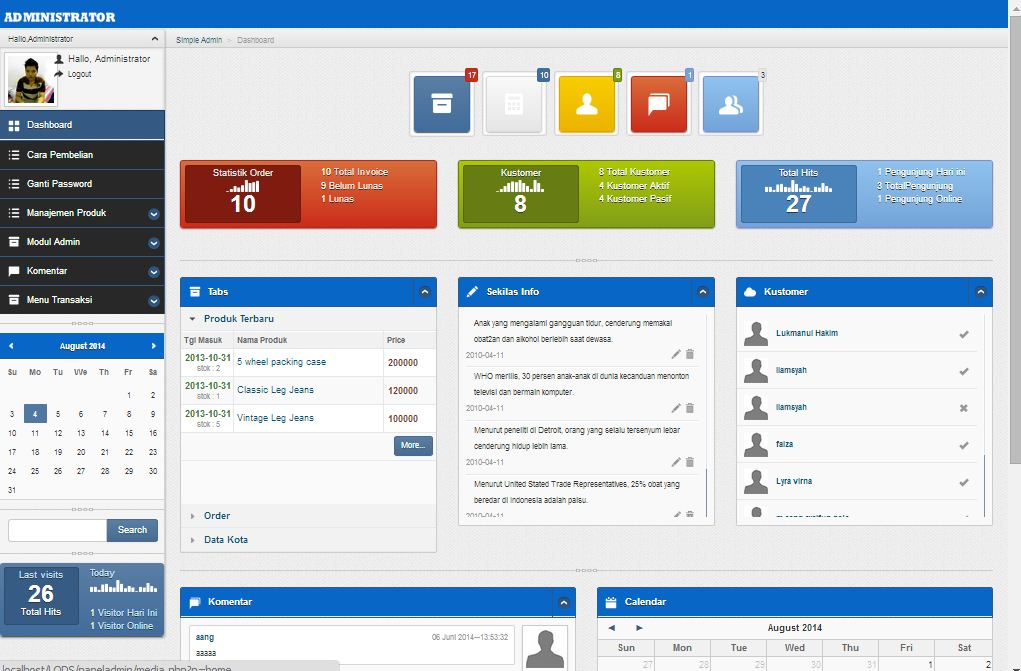 ADMINISTRATOR
Hallo,Administrator
Hallo, Administrator
Logout
Simple Admin » Dashboard
17
10
8
1
3
Dashboard
Cara Pembelian
Ganti Password
Manajemen Produk
Modul Admin
Komentar
Menu Transaksi
Statistik Order
10
10 Total Invoice
9 Belum Lunas
1 Lunas
Kustomer
8
8 Total Kustomer
4 Kustomer Aktif
4 Kustomer Pasif
Total Hits
27
1 Pengunjung Hari ini
3 TotalPengunjung
1 Pengunjung Online
August 2014
Su Mo Tu We Th Fr Sa
1 2
3 4 5 6 7 8 9
10 11 12 13 14 15 16
17 18 19 20 21 22 23
24 25 26 27 28 29 30
31
Search
Last visits
26
Total Hits
Today
1 Visitor Hari Ini
1 Visitor Online
Tabs
Produk Terbaru
Tgl Masuk Nama Produk Price
2013-10-31 5 wheel packing case 200000
stok : 2
2013-10-31 Classic Leg Jeans 120000
stok : 1
2013-10-31 Vintage Leg Jeans 100000
stok : 5
More...
Order
Data Kota
Sekilas Info
Anak yang mengalami gangguan tidur, cenderung memakai
obat2an dan alkohol berlebih saat dewasa.
2010-04-11
WHO merilis, 30 persen anak-anak di dunia kecanduan menonton
televisi dan bermain komputer.
2010-04-11
Menurut peneliti di Detroit, orang yang selalu tersenyum lebar
cenderung hidup lebih lama.
2010-04-11
Menurut United Stated Trade Representatives, 25% obat yang
beredar di Indonesia adalah palsu.
2010-04-11
Kustomer
Lukmanul Hakim
ilamsyah
ilamsyah
faiza
Lyra virna
Komentar
aang
06 Juni 2014--13:53:32
aaaaa
Calendar
August 2014
Sun Mon Tue Wed Thu Fri Sat
27 28 29 30 31 1 2
localhost/LODS/paneladmin/media.php?p=home